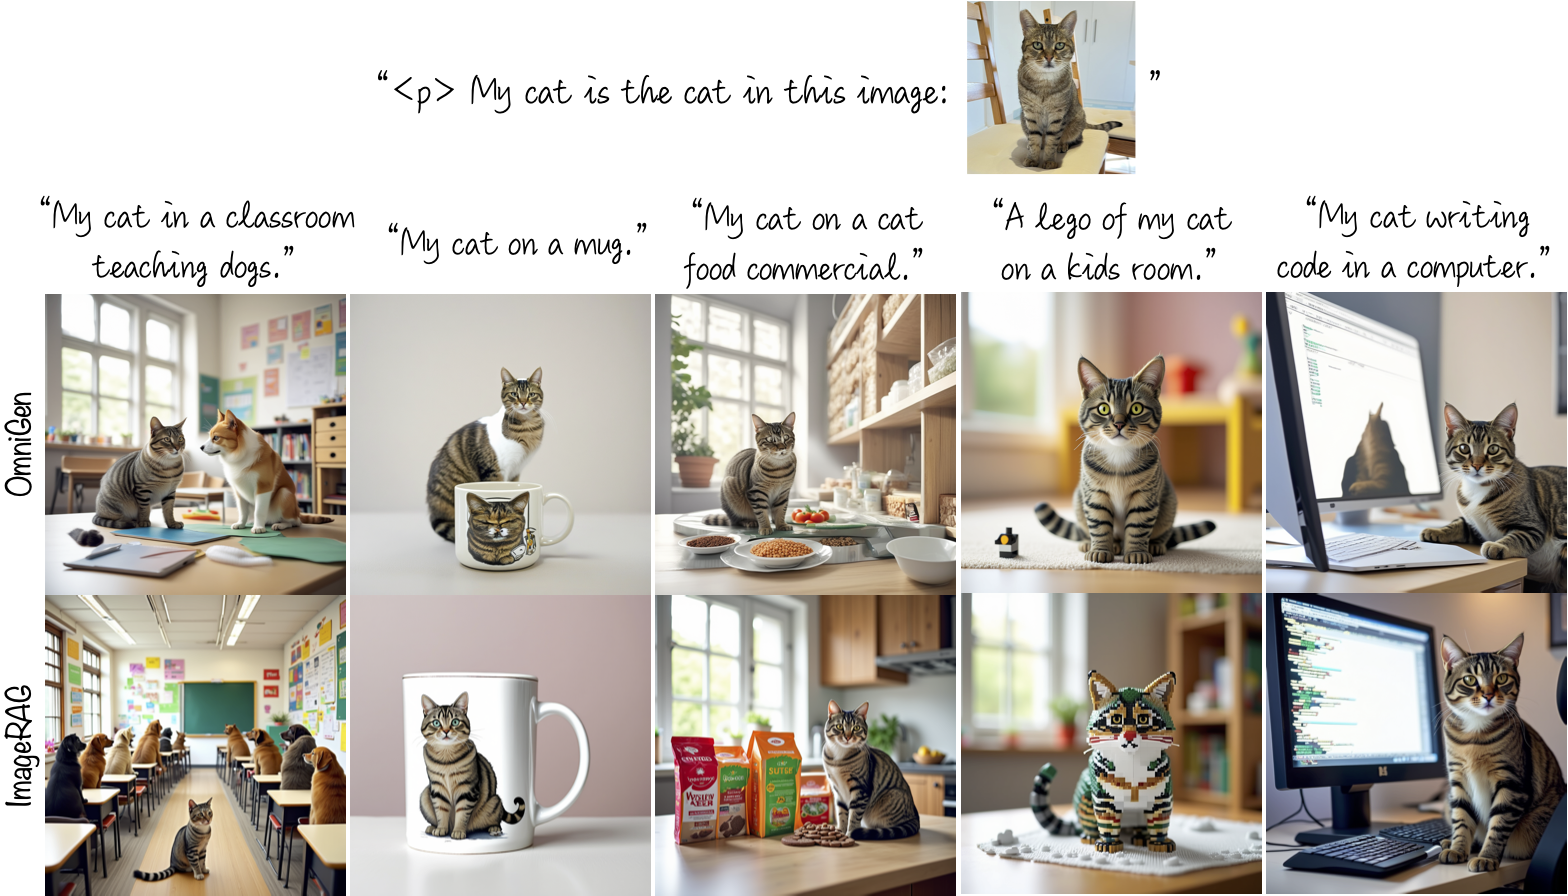 “<p> My cat is the cat in this image: ”
“My cat in a classroom
teaching dogs.”
“My cat on a mug.”
“My cat on a cat
food commercial.”
“A lego of my cat
on a kids room.”
“My cat writing
code in a computer.”
OmniGen
ImageRAG